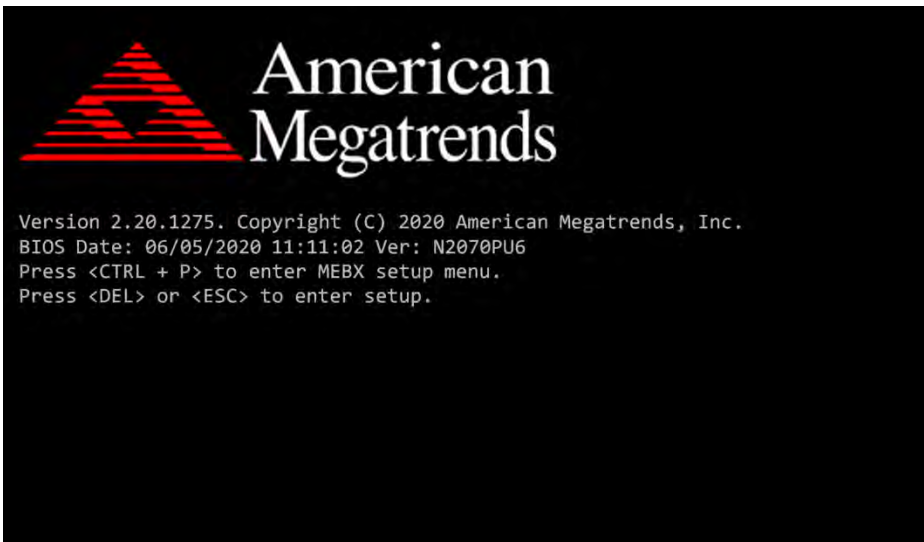 American
Megatrends
Version 2.20.1275. Copyright (C) 2020 American Megatrends, Inc.
BIOS Date: 06/05/2020 11:11:02 Ver: N2070PU6
Press <CTRL + P> to enter MEBX setup menu.
Press <DEL> or <ESC> to enter setup.